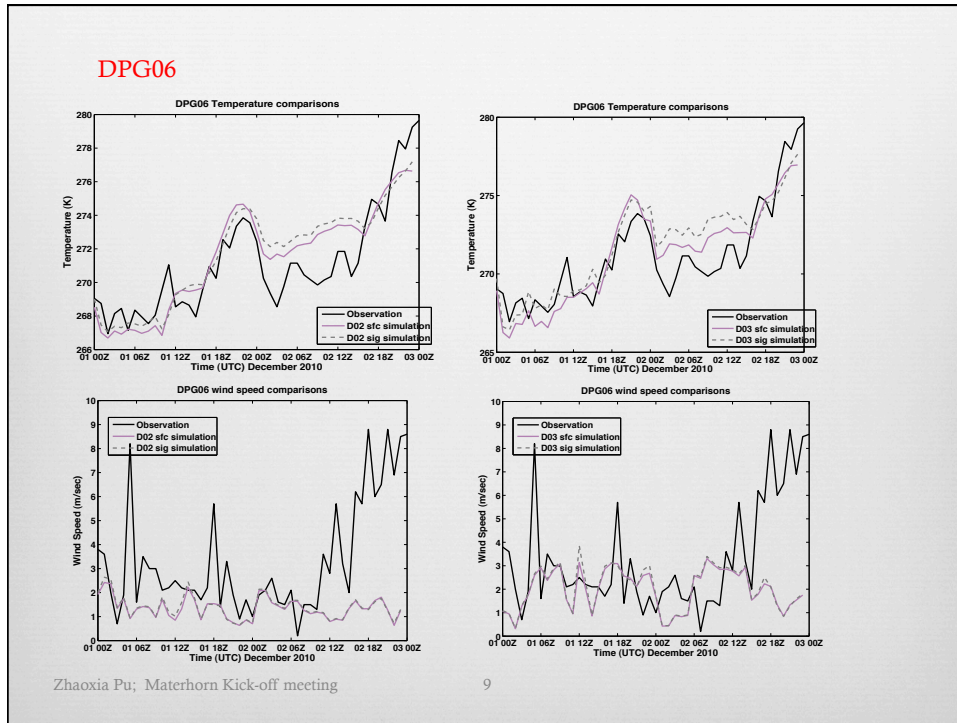 DPG06
DPG06 Temperature comparisons
280
278
276
274
272
270
268
266
Temperature (K)
01 00Z 01 06Z 01 12Z 01 18Z 02 00Z 02 06Z 02 12Z 02 18Z 03 00Z
Time (UTC) December 2010
Observation
D02 sfc simulation
D02 sig simulation
DPG06 Temperature comparisons
280
275
270
265
Temperature (K)
01 00Z 01 06Z 01 12Z 01 18Z 02 00Z 02 06Z 02 12Z 02 18Z 03 00Z
Time (UTC) December 2010
Observation
D03 sfc simulation
D03 sig simulation
DPG06 wind speed comparisons
10
9
8
7
6
5
4
3
2
1
0
Wind Speed (m/sec)
01 00Z 01 06Z 01 12Z 01 18Z 02 00Z 02 06Z 02 12Z 02 18Z 03 00Z
Time (UTC) December 2010
Observation
D02 sfc simulation
D02 sig simulation
DPG06 wind speed comparisons
10
9
8
7
6
5
4
3
2
1
0
Wind Speed (m/sec)
01 00Z 01 06Z 01 12Z 01 18Z 02 00Z 02 06Z 02 12Z 02 18Z 03 00Z
Time (UTC) December 2010
Observation
D03 sfc simulation
D03 sig simulation
Zhaoxia Pu; Materhorn Kick-off meeting
9